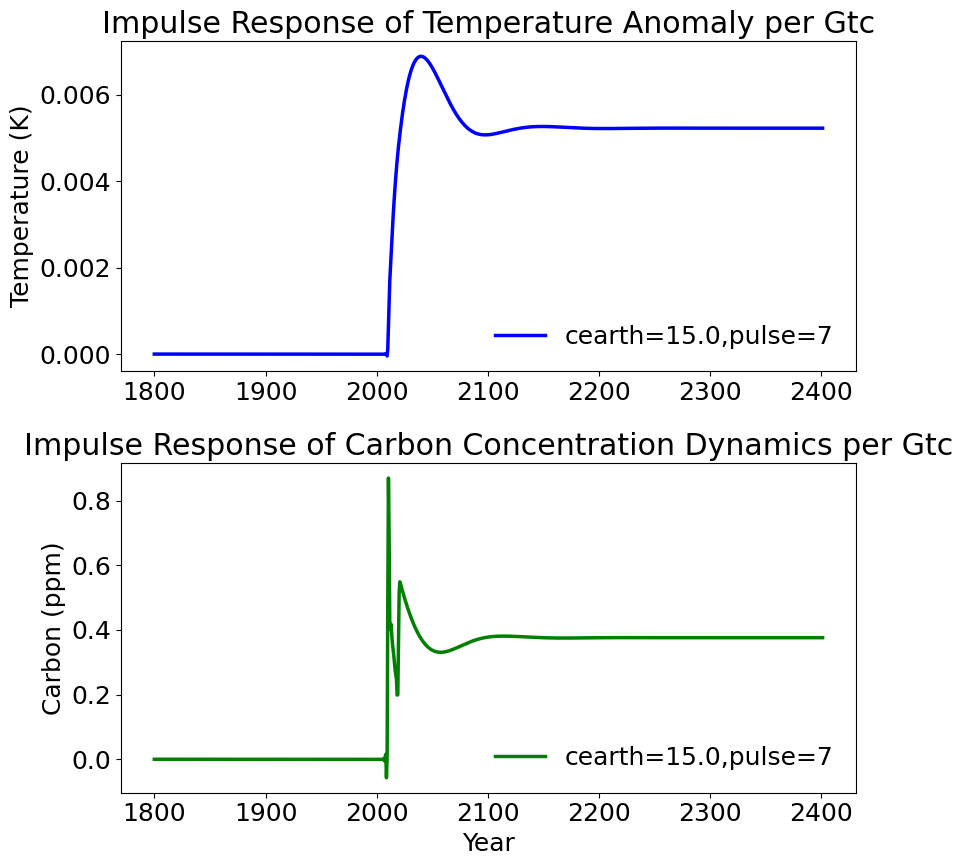 Impulse Response of Temperature Anomaly per Gtc
Temperature (K)
0.006
0.004
0.002
0.000
cearth=15.0,pulse=7
1800 1900 2000 2100 2200 2300 2400
Impulse Response of Carbon Concentration Dynamics per Gtc
Carbon (ppm)
0.8
0.6
0.4
0.2
0.0
cearth=15.0,pulse=7
1800 1900 2000 2100 2200 2300 2400
Year